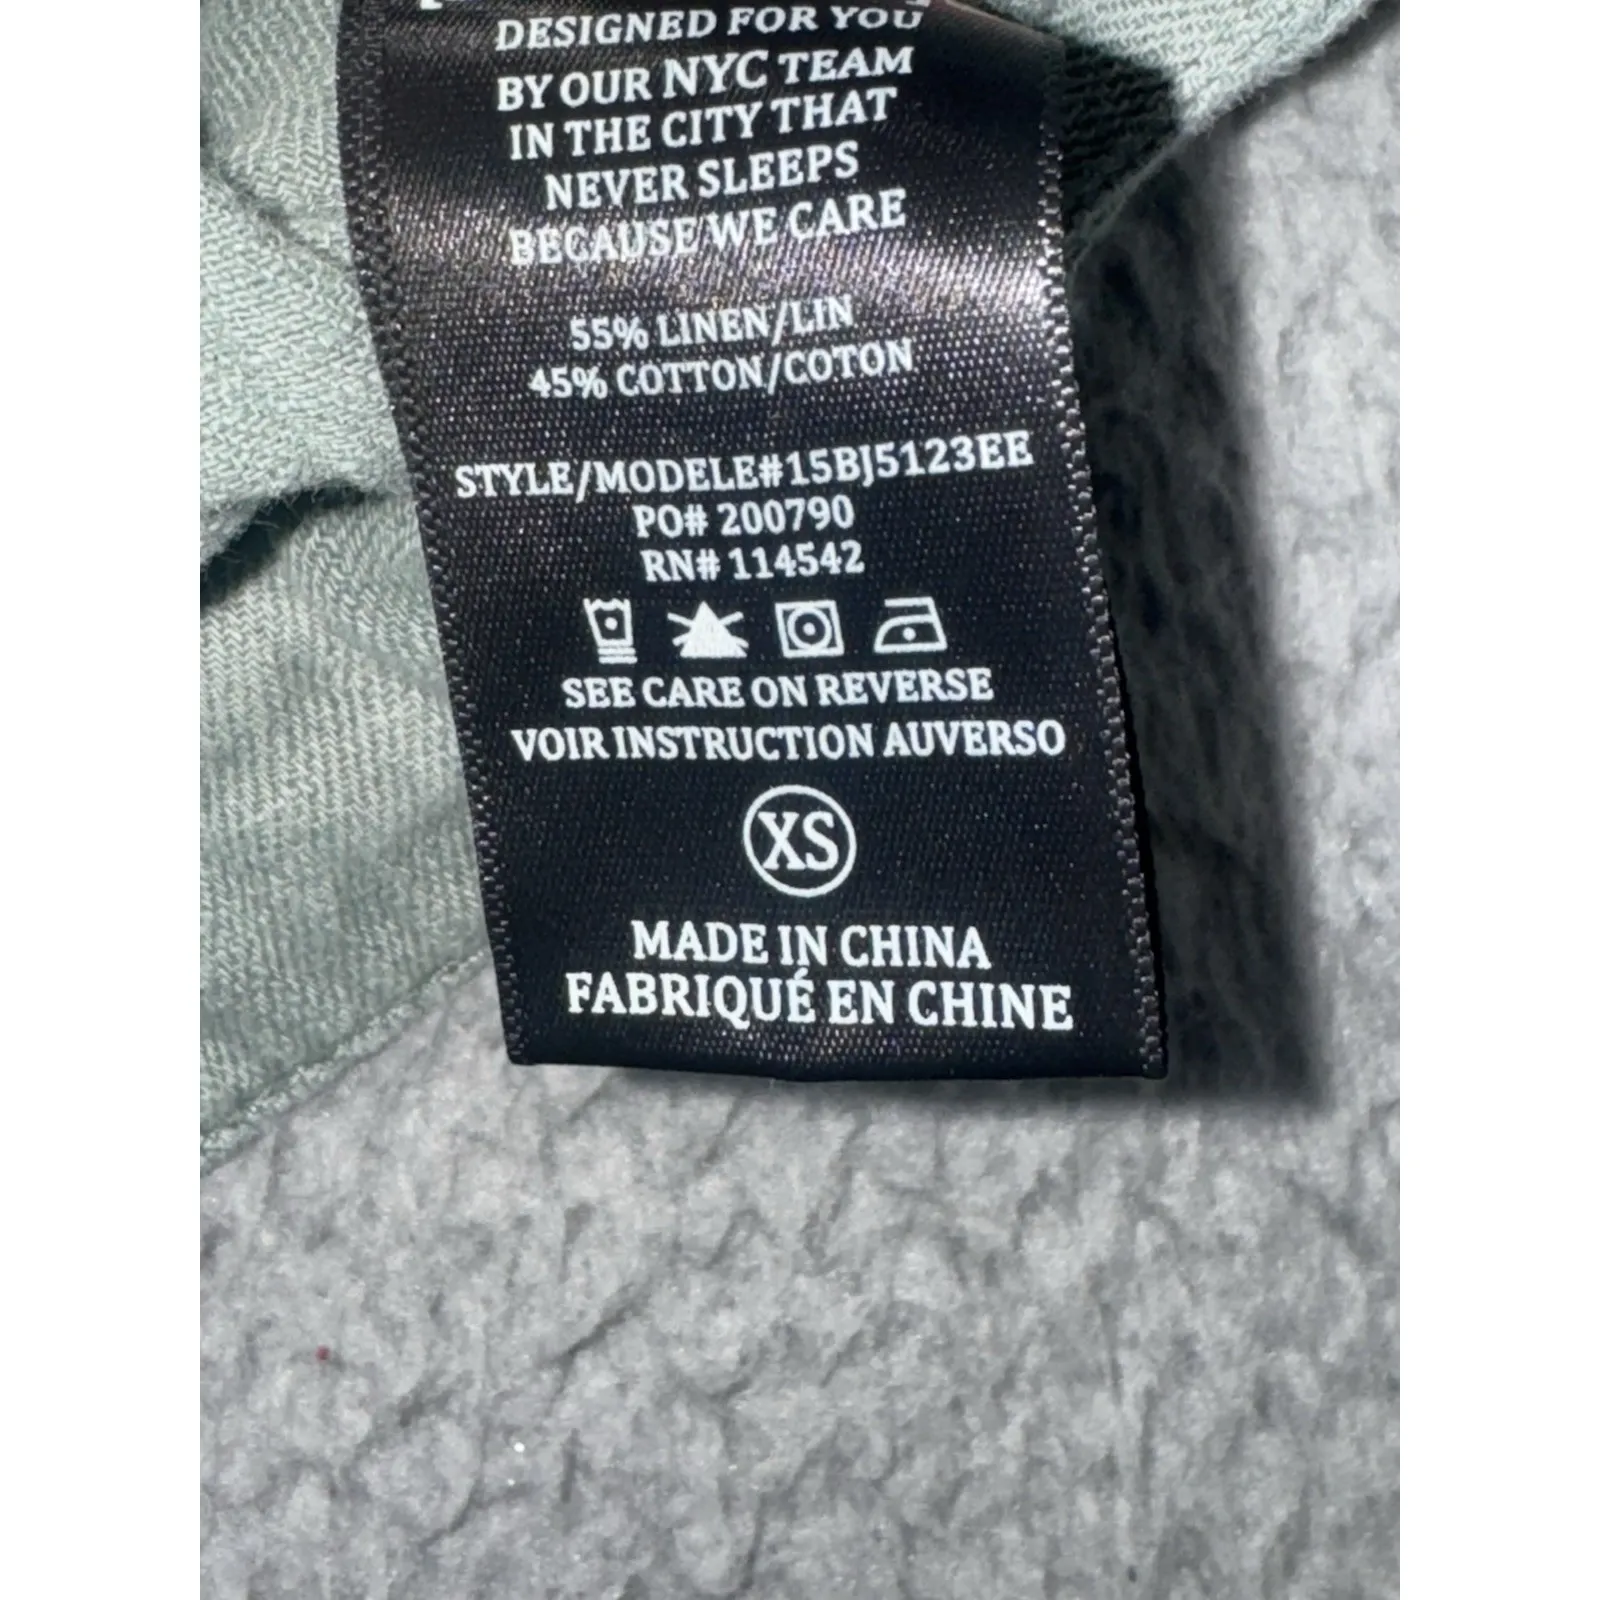 DESIGNED FOR YOU
BY OUR NYC TEAM
IN THE CITY THAT
NEVER SLEEPS
BECAUSE WE CARE
55% LINEN/LIN
45% COTTON/COTON
STYLE/MODELE#15BJ5123EE
PO# 200790
RN# 114542
SEE CARE ON REVERSE
VOIR INSTRUCTION AUVERSO
XS
MADE IN CHINA
FABRIQUÉ EN CHINE